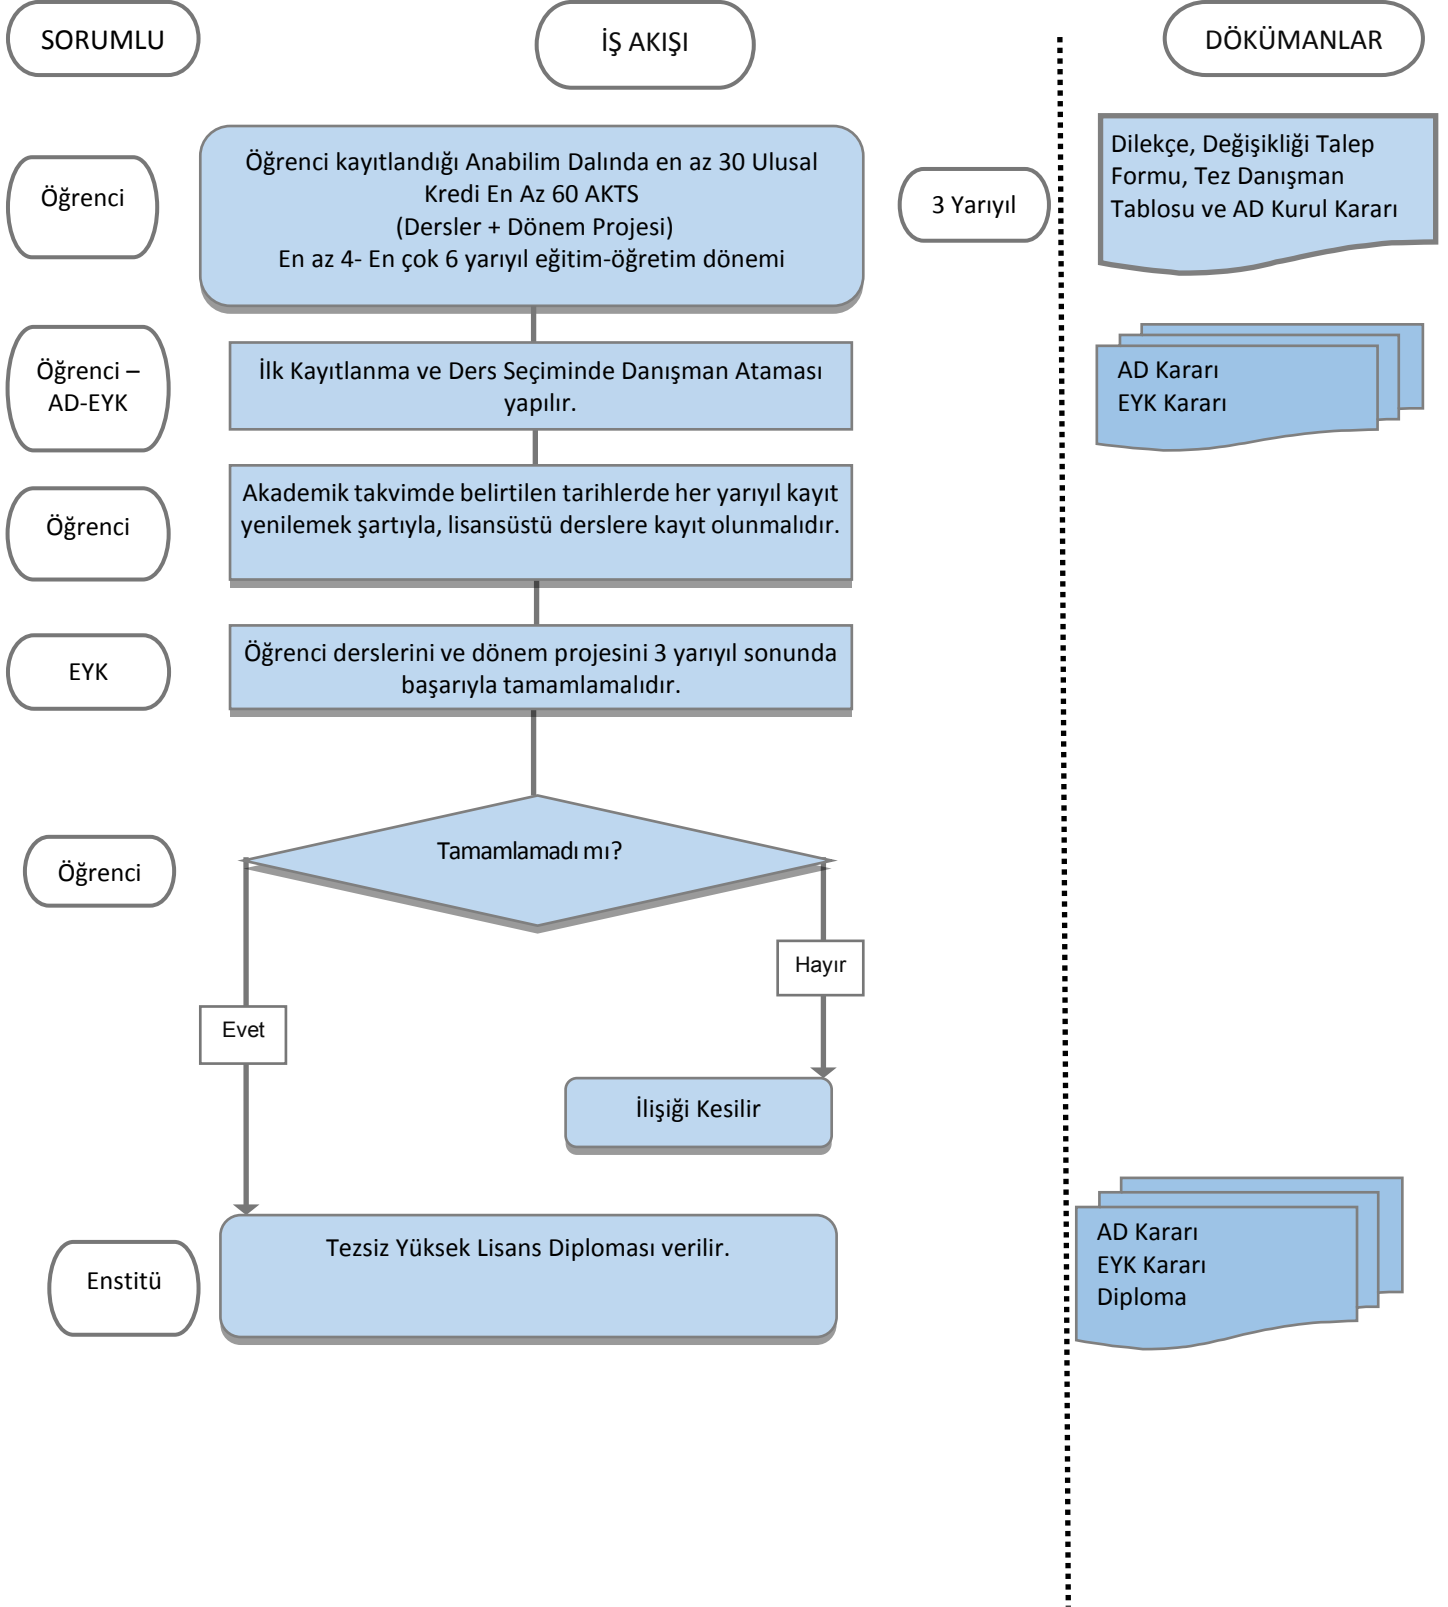 SORUMLU
İŞ AKIŞI
DÖKÜMANLAR
Öğrenci
Öğrenci kayıtlandığı Anabilim Dalında en az 30 Ulusal
Kredi En Az 60 AKTS
(Dersler + Dönem Projesi)
En az 4- En çok 6 yarıyıl eğitim-öğretim dönemi
3 Yarıyıl
Dilekçe, Değişikliği Talep
Formu, Tez Danışman
Tablosu ve AD Kurul Kararı
Öğrenci –
AD-EYK
İlk Kayıtlanma ve Ders Seçiminde Danışman Ataması
yapılır.
AD Kararı
EYK Kararı
Öğrenci
Akademik takvimde belirtilen tarihlerde her yarıyıl kayıt
yenilemek şartıyla, lisansüstü derslere kayıt olunmalıdır.
EYK
Öğrenci derslerini ve dönem projesini 3 yarıyıl sonunda
başarıyla tamamlamalıdır.
Öğrenci
Tamamlamadı mı?
Hayır
Evet
İlişiği Kesilir
Enstitü
Tezsiz Yüksek Lisans Diploması verilir.
AD Kararı
EYK Kararı
Diploma